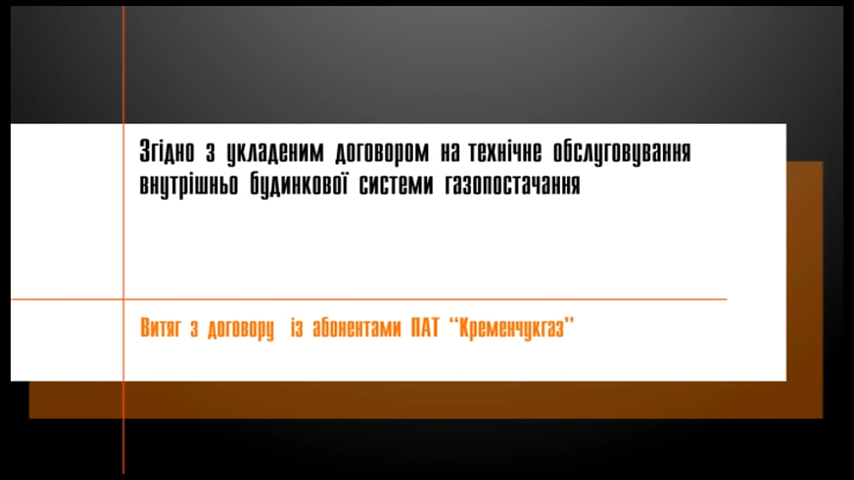 Згідно з укладеним договором на технічне обслуговування
внутрішньо будинкової системи газопостачання
Витяг з договору із абонентами ПАТ “Кременчукгаз”